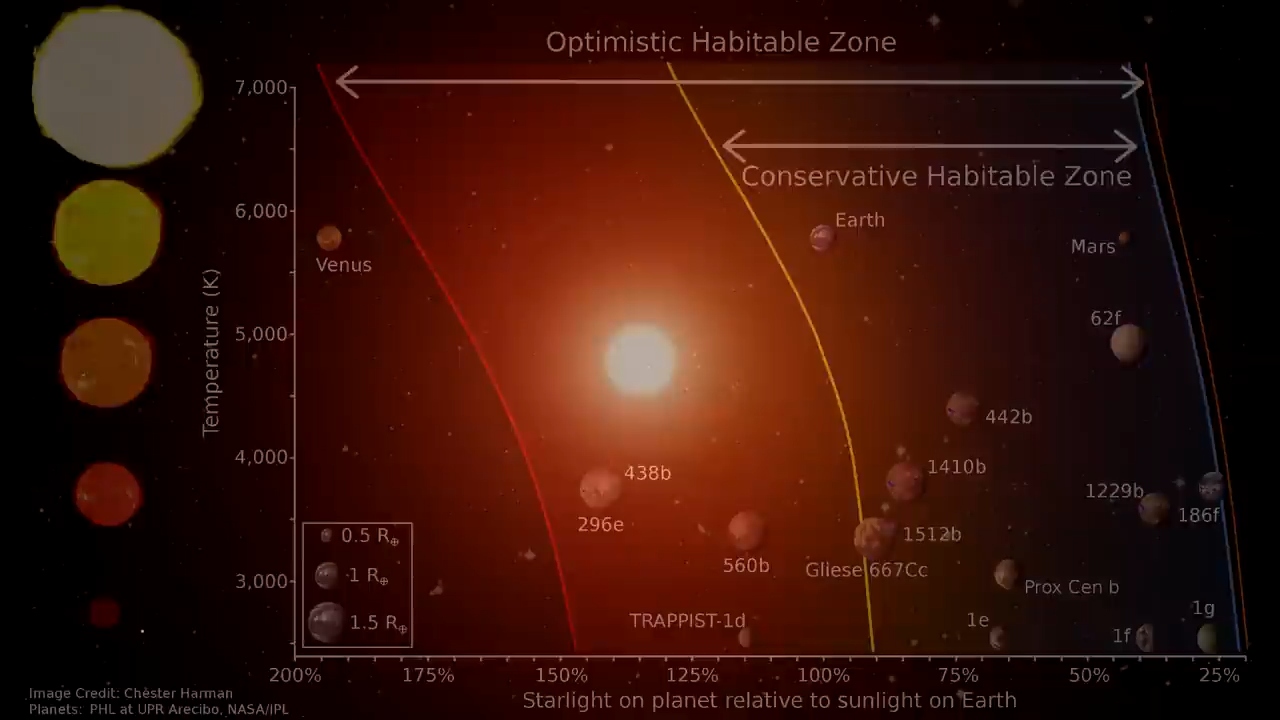 Optimistic Habitable Zone
7,000
Conservative Habitable Zone
6,000
Earth
Mars
Venus
Temperature (K)
5,000
62f
442b
4,000
438b
1410b
296e
1229b
186f
0.5 R⊕
1 R⊕
1.5 R⊕
560b
1512b
Gliese 667Cc
3,000
Prox Cen b
TRAPPIST-1d
1e
1f
1g
200% 175% 150% 125% 100% 75% 50% 25%
Starlight on planet relative to sunlight on Earth
Image Credit: Chester Harman
Planets: PHL at UPR Arecibo, NASA/JPL